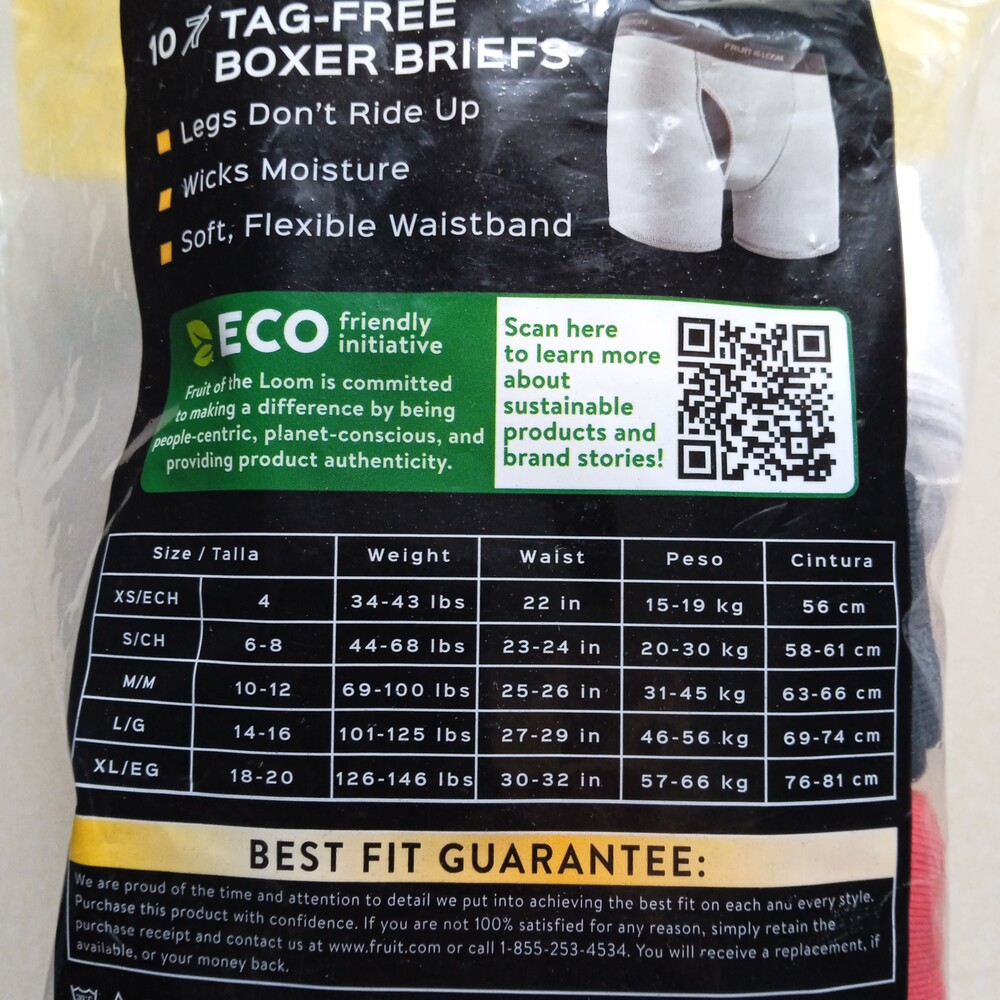 10 TAG-FREE
BOXER BRIEFS
Legs Don't Ride Up
Wicks Moisture
Soft, Flexible Waistband
FRUIT OF THE LOOM
ECO friendly
initiative
Fruit of the Loom is committed
to making a difference by being
people-centric, planet-conscious, and
providing product authenticity.
Scan here
to learn more
about
sustainable
products and
brand stories!
Size / Talla Weight Waist Peso Cintura
XS/ECH 4 34-43 lbs 22 in 15-19 kg 56 cm
S/CH 6-8 44-68 lbs 23-24 in 20-30 kg 58-61 cm
M/M 10-12 69-100 lbs 25-26 in 31-45 kg 63-66 cm
L/G 14-16 101-125 lbs 27-29 in 46-56 kg 69-74 cm
XL/EG 18-20 126-146 lbs 30-32 in 57-66 kg 76-81 cm
BEST FIT GUARANTEE:
We are proud of the time and attention to detail we put into achieving the best fit on each and every style.
Purchase this product with confidence. If you are not 100% satisfied for any reason, simply retain the
purchase receipt and contact us at www.fruit.com or call 1-855-253-4534. You will receive a replacement, if
available, or your money back.